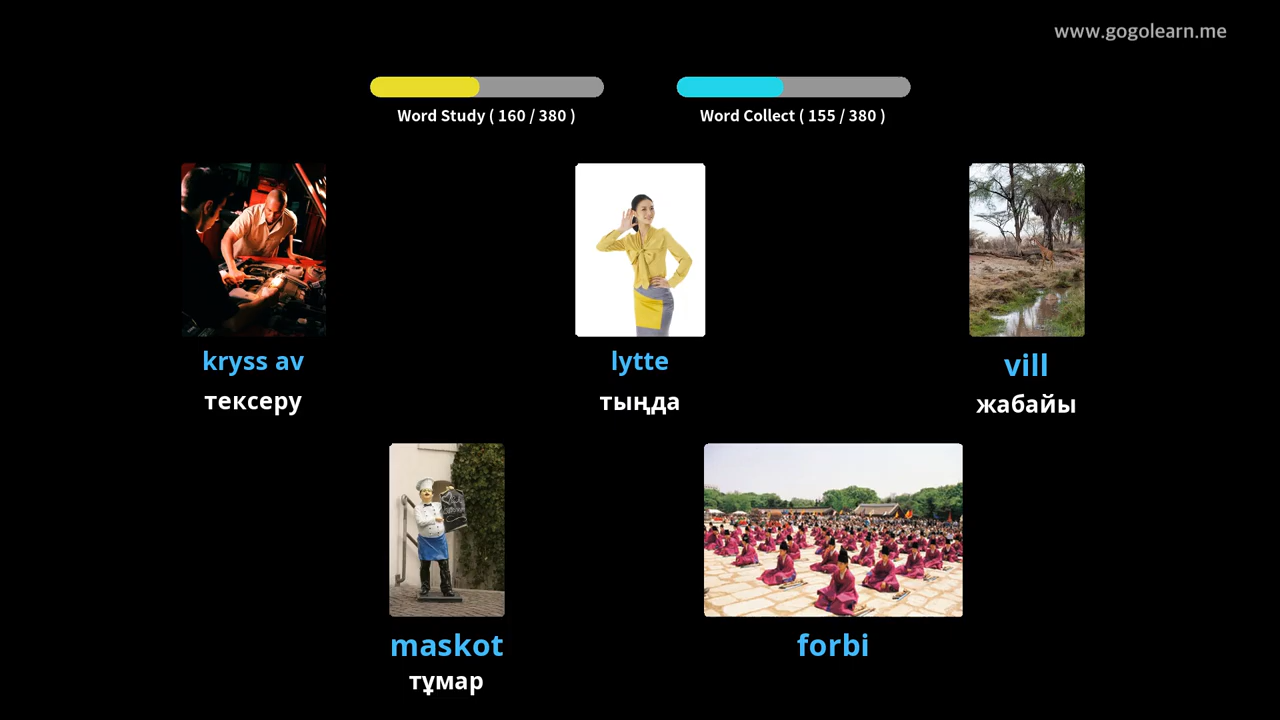 www.gogolearn.me
Word Study ( 160 / 380 )
Word Collect ( 155 / 380 )
kryss av
тексеру
lytte
тыңда
vill
жабайы
maskot
тұмар
forbi